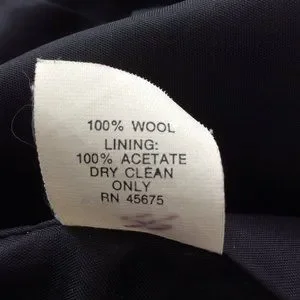 100% WOOL
LINING:
100% ACETATE
DRY CLEAN
ONLY
RN 45675